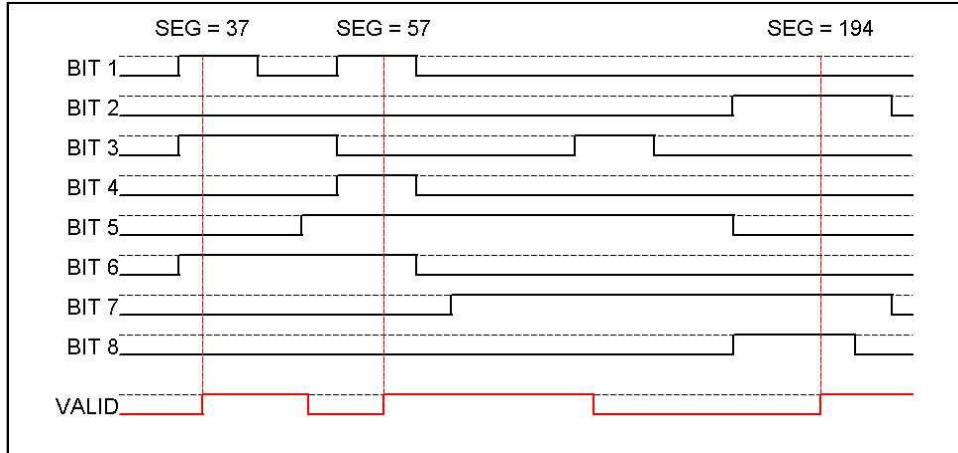 SEG = 37 SEG = 57 SEG = 194
BIT 1
BIT 2
BIT 3
BIT 4
BIT 5
BIT 6
BIT 7
BIT 8
VALID